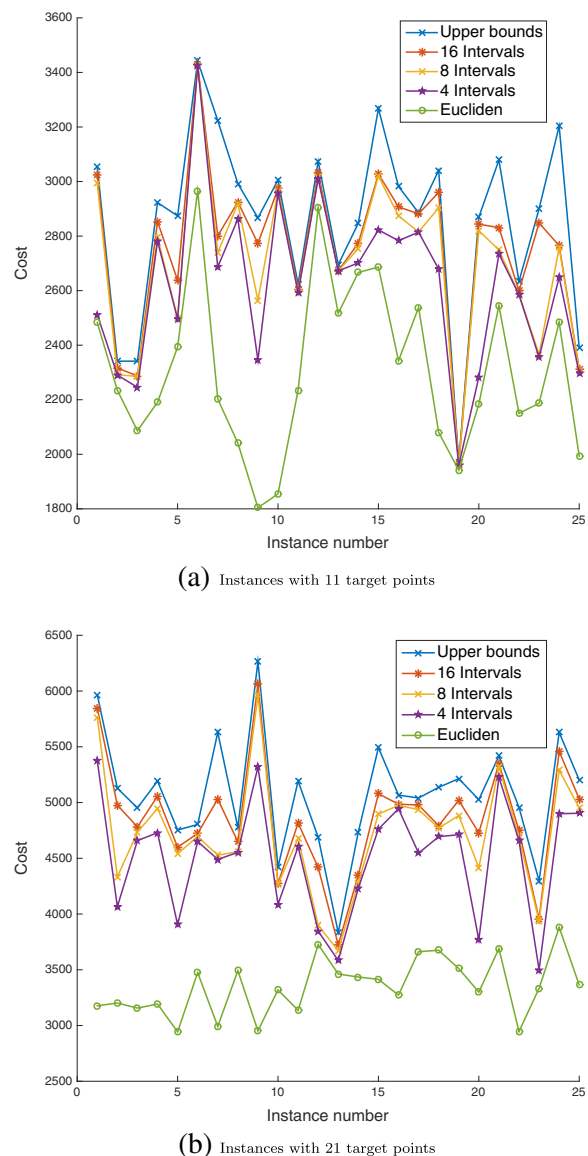 3600
3400
3200
3000
2800
2600
2400
2200
2000
1800
Cost
Upper bounds
16 Intervals
8 Intervals
4 Intervals
Eucliden
0 5 10 15 20 25
Instance number
(a) Instances with 11 target points
6500
6000
5500
5000
4500
4000
3500
3000
2500
Cost
Upper bounds
16 Intervals
8 Intervals
4 Intervals
Eucliden
0 5 10 15 20 25
Instance number
(b) Instances with 21 target points